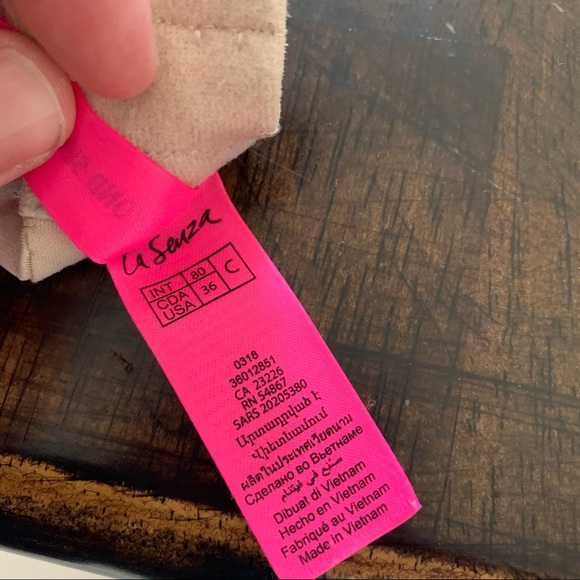 La Senza
INT 80 C
CDA USA 36
0318
36012851
CA 23226
RN 54867
SARS 20205380
Արտադրված է
Վիետնամում
ผลิตในประเทศเวียดนาม
Сделано во Вьетнаме
صنع في فيتنام
Dibuat di Vietnam
Hecho en Vietnam
Fabriqué au Vietnam
Made in Vietnam